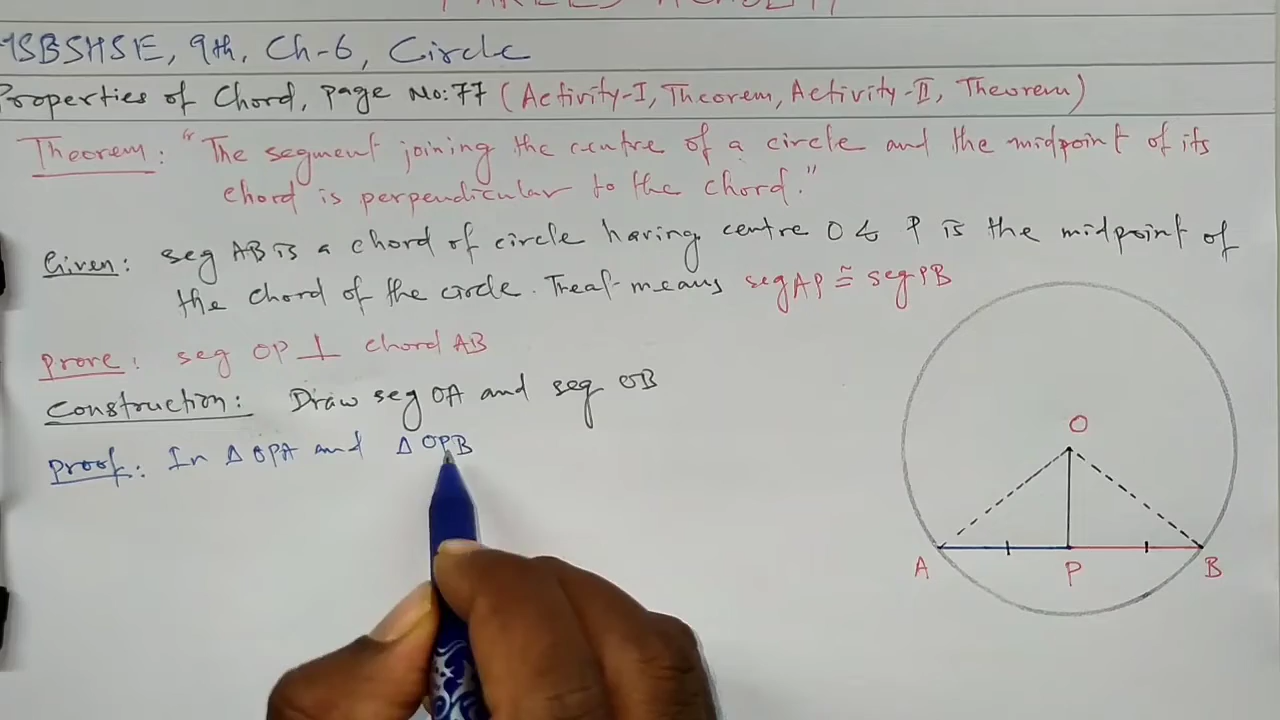 MSBSHSE, 9th, Ch-6, Circle
Properties of Chord, page No:77 (Activity-I, Theorem, Activity-II, Theorem)
Theorem: "The segment joining the centre of a circle and the midpoint of its
chord is perpendicular to the chord."
Given: seg AB is a chord of circle having centre O & P is the midpoint of
the chord of the circle. Treat means seg AP ≅ seg PB
Prove: seg OP ⊥ chord AB
Construction: Draw seg OA and seg OB
Proof: In Δ OPA and Δ OPB
O
A
P
B